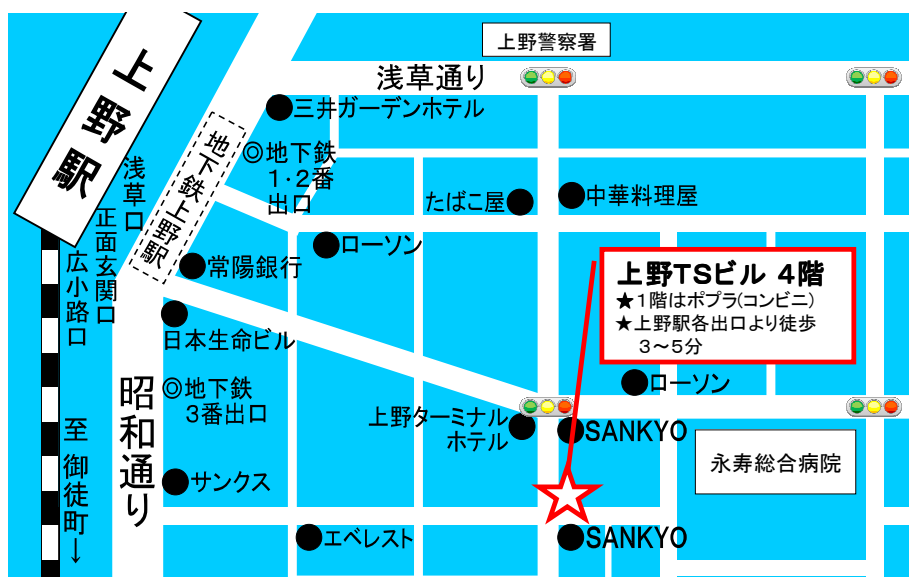 上野警察署
浅草通り
上野駅
三井ガーデンホテル
地下鉄上野駅
◎地下鉄
1・2番
出口
浅草口
正面玄関口
広小路口
たばこ屋
中華料理屋
ローソン
常陽銀行
上野TSビル 4階
★1階はポプラ(コンビニ)
★上野駅各出口より徒歩
3～5分
日本生命ビル
ローソン
◎地下鉄
3番出口
昭和通り
上野ターミナル
ホテル
SANKYO
至 御徒町→
永寿総合病院
サンクス
エベレスト
SANKYO